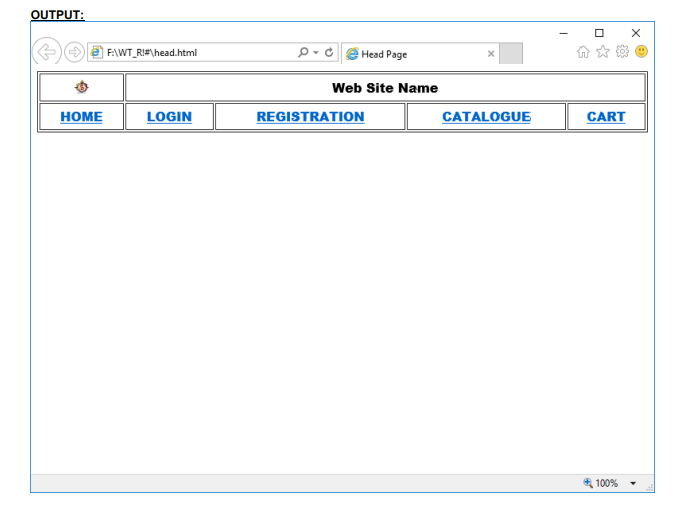 OUTPUT:
F:\WT_R!#\head.html
Head Page
Web Site Name
HOME LOGIN REGISTRATION CATALOGUE CART
100%